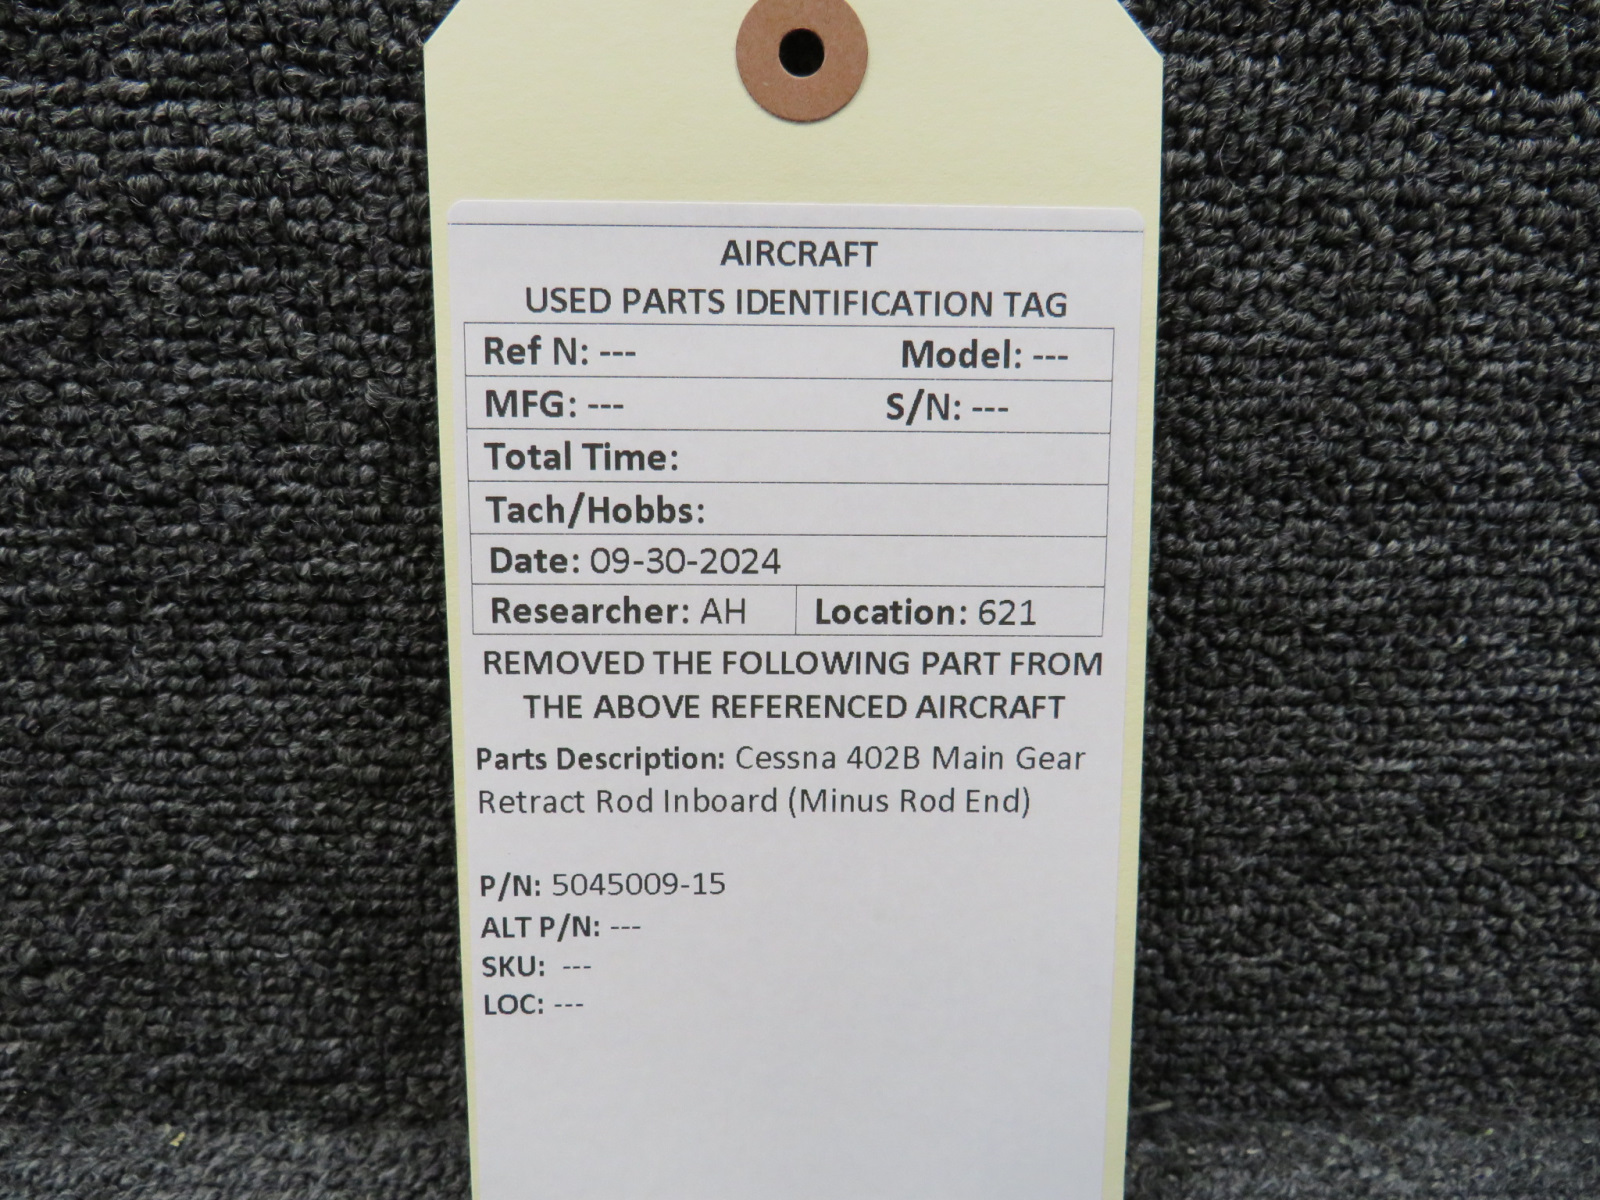 AIRCRAFT
USED PARTS IDENTIFICATION TAG
Ref N: --- Model: ---
MFG: --- S/N: ---
Total Time:
Tach/Hobbs:
Date: 09-30-2024
Researcher: AH Location: 621
REMOVED THE FOLLOWING PART FROM
THE ABOVE REFERENCED AIRCRAFT
Parts Description: Cessna 402B Main Gear
Retract Rod Inboard (Minus Rod End)
P/N: 5045009-15
ALT P/N: ---
SKU: ---
LOC: ---